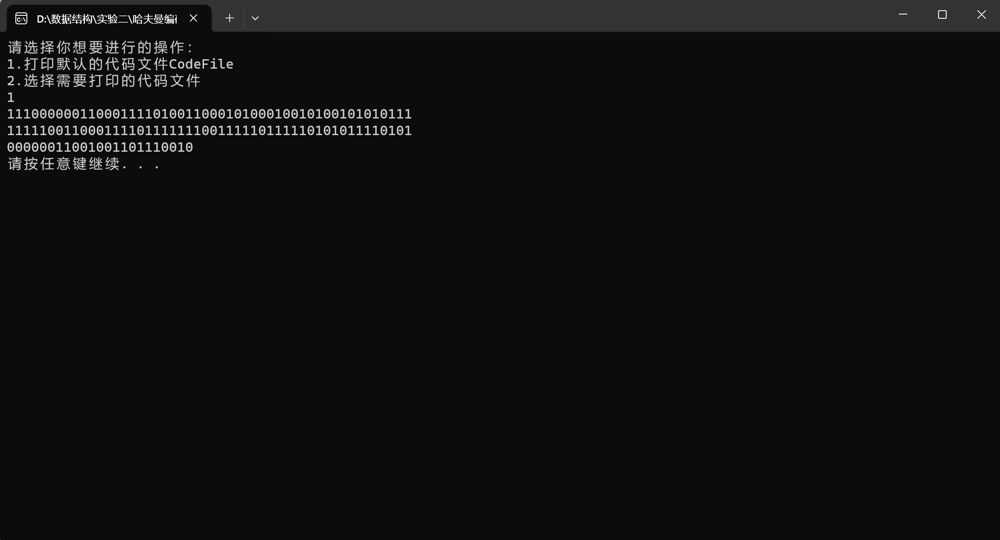 D:\数据结构\实验二\哈夫曼编
请选择你想要进行的操作：
1.打印默认的代码文件CodeFile
2.选择需要打印的代码文件
1
11100000011000111101001100010100010010100101010111
11111001100011110111111100111110111110101011110101
00000011001001101110010
请按任意键继续. . .